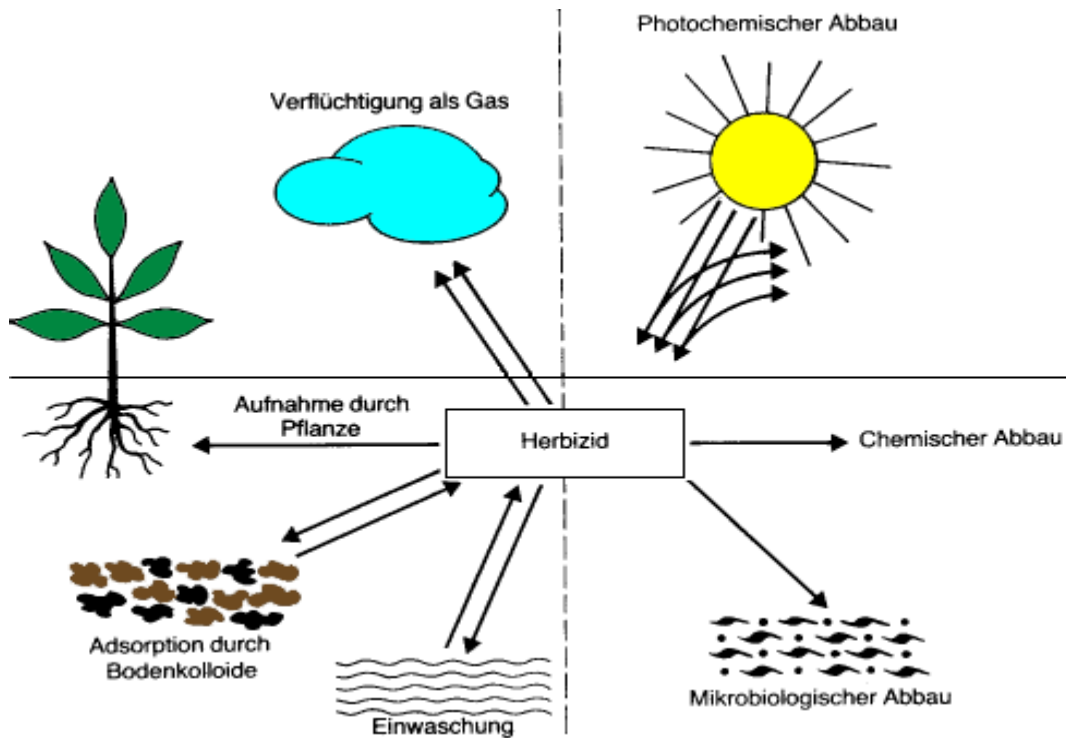 Photochemischer Abbau
Verflüchtigung als Gas
Aufnahme durch
Pflanze
Herbizid
Chemischer Abbau
Adsorption durch
Bodenkolloide
Einwaschung
Mikrobiologischer Abbau